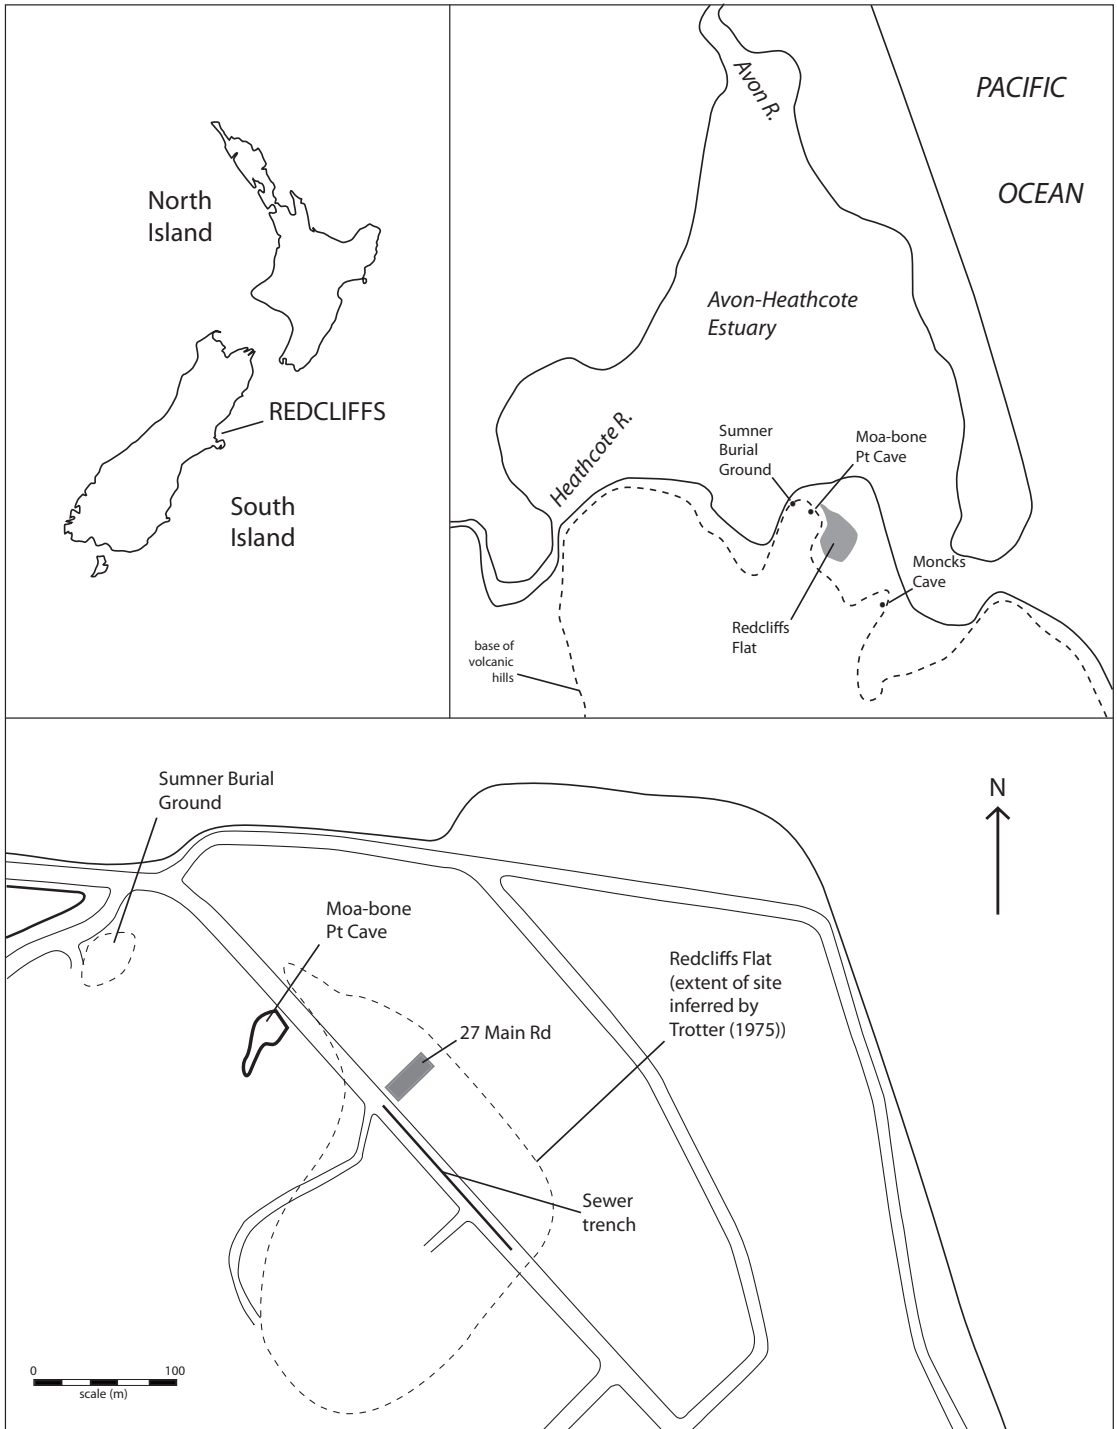 North
Island
REDCLIFFS
South
Island
Avon R.
PACIFIC
OCEAN
Avon-Heathcote
Estuary
Heathcote R.
Sumner
Burial
Ground
Moa-bone
Pt Cave
Moncks
Cave
Redcliffs
Flat
base of
volcanic
hills
Sumner Burial
Ground
N
Moa-bone
Pt Cave
Redcliffs Flat
(extent of site
inferred by
Trotter (1975))
27 Main Rd
Sewer
trench
0 100
scale (m)